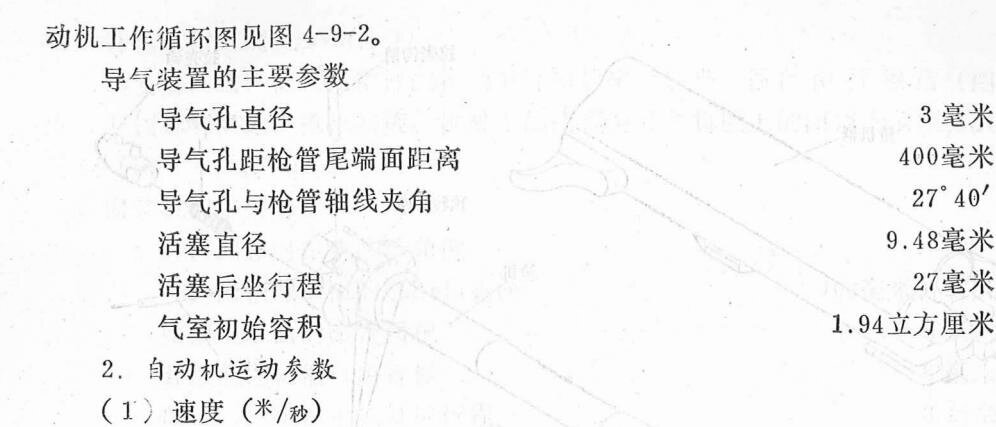 动机工作循环图见图4-9-2。
导气装置的主要参数
导气孔直径 3毫米
导气孔距枪管尾端面距离 400毫米
导气孔与枪管轴线夹角 27°40′
活塞直径 9.48毫米
活塞后坐行程 27毫米
气室初始容积 1.94立方厘米
2. 自动机运动参数
（1）速度（米/秒）